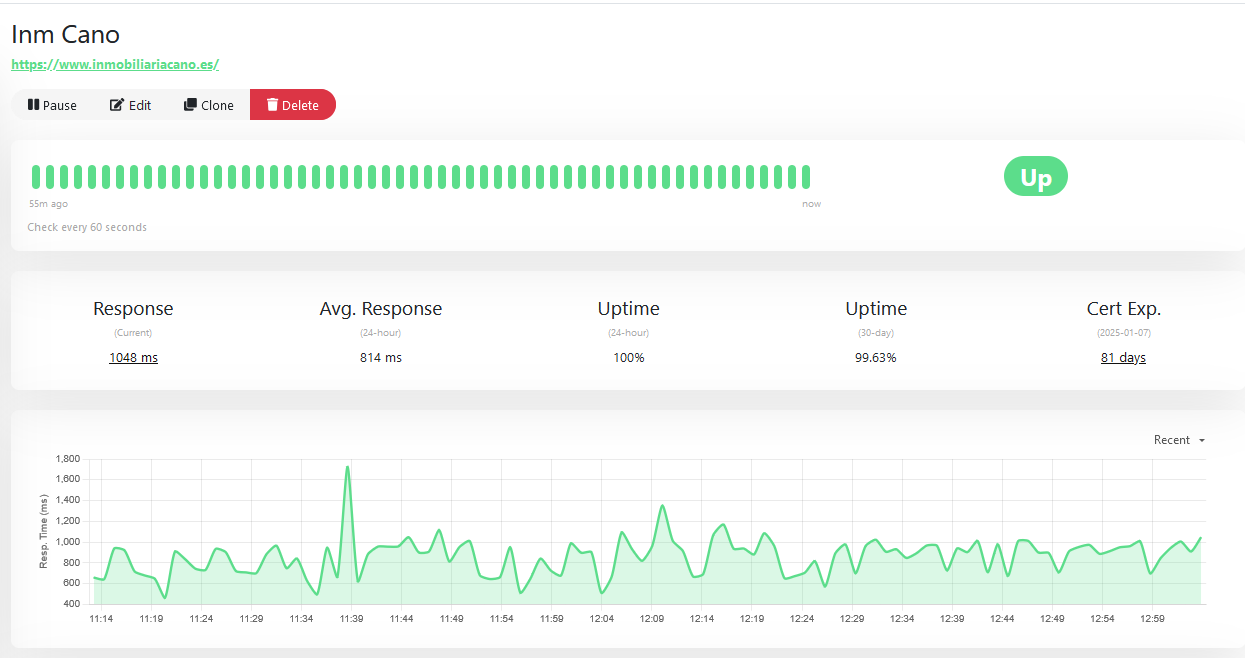 Inm Cano
https://www.inmobiliariacano.es/
Pause Edit Clone Delete
Up
55m ago now
Check every 60 seconds
Response Avg. Response Uptime Uptime Cert Exp.
(Current) (24-hour) (24-hour) (30-day) (2025-01-07)
1048 ms 814 ms 100% 99.63% 81 days
Recent
Resp. Time (ms)
1,800
1,600
1,400
1,200
1,000
800
600
400
11:14 11:19 11:24 11:29 11:34 11:39 11:44 11:49 11:54 11:59 12:04 12:09 12:14 12:19 12:24 12:29 12:34 12:39 12:44 12:49 12:54 12:59